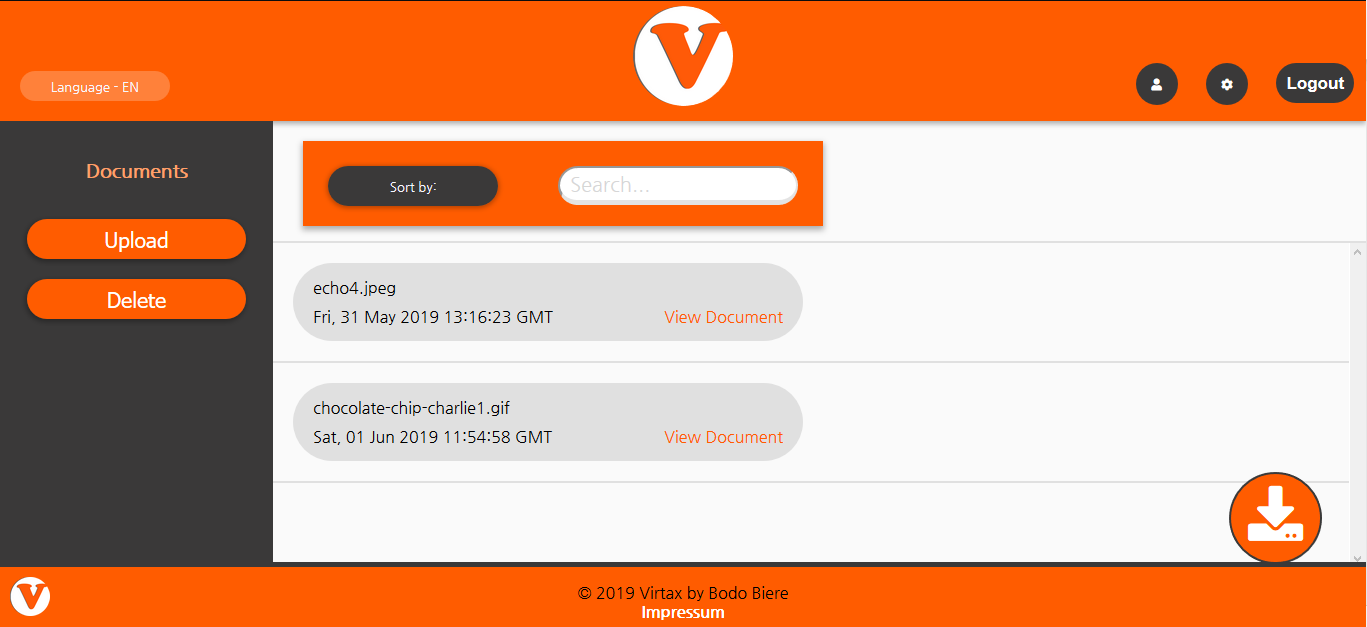 V
Language - EN
Logout
Documents
Upload
Delete
Sort by:
Search...
echo4.jpeg
Fri, 31 May 2019 13:16:23 GMT
View Document
chocolate-chip-charlie1.gif
Sat, 01 Jun 2019 11:54:58 GMT
View Document
V
© 2019 Virtax by Bodo Biere
Impressum